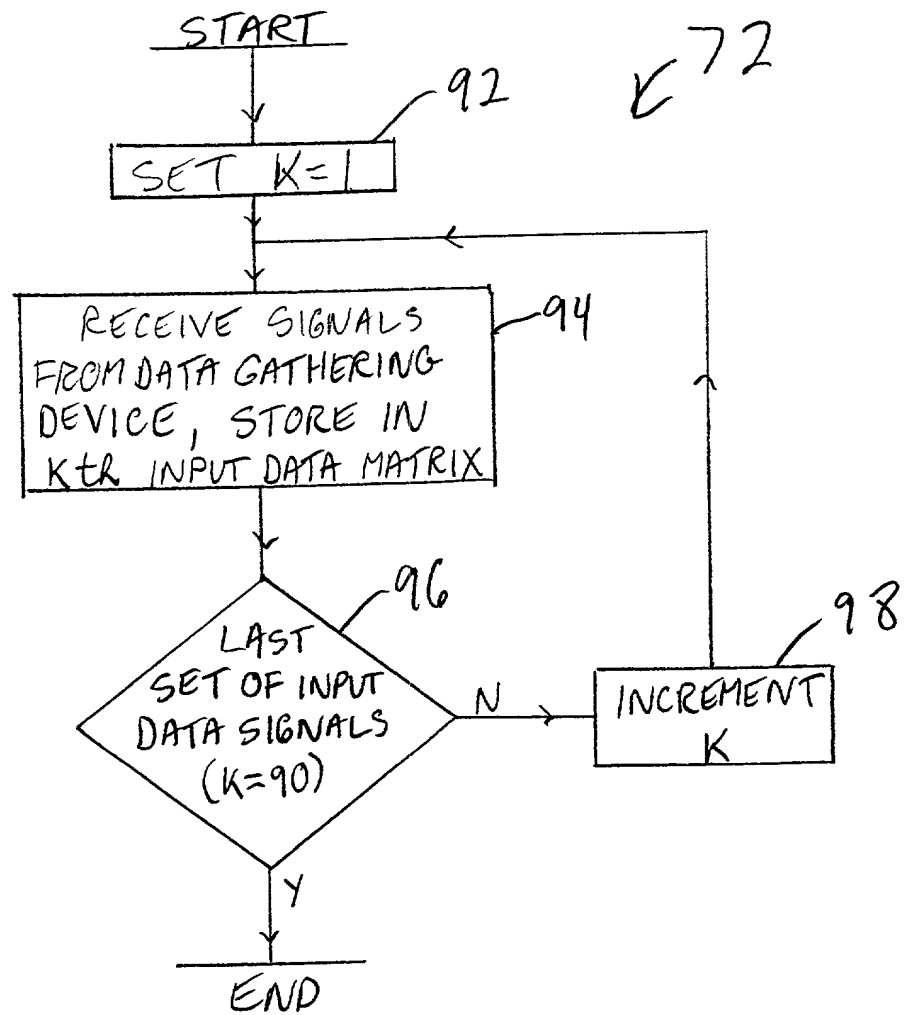 START
72
92
SET K=1
94
RECEIVE SIGNALS
FROM DATA GATHERING
DEVICE, STORE IN
Kth INPUT DATA MATRIX
96
LAST
SET OF INPUT
DATA SIGNALS
(K=90)
N
98
INCREMENT
K
Y
END